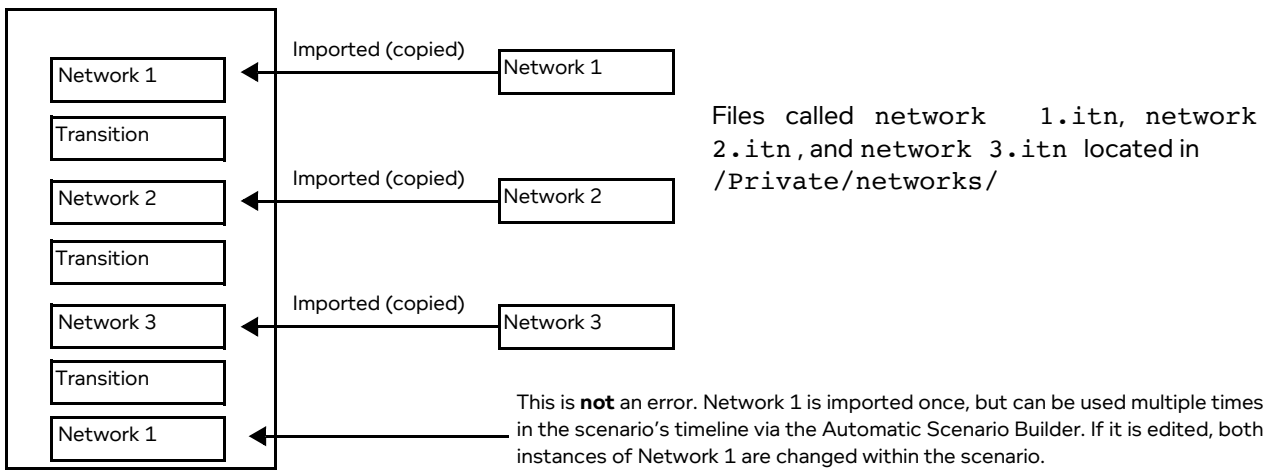 Imported (copied)
Network 1
Network 1
Transition
Files called network 1.itn, network
2.itn , and network 3.itn located in
/Private/networks/
Imported (copied)
Network 2
Network 2
Transition
Imported (copied)
Network 3
Network 3
Transition
Network 1
This is not an error. Network 1 is imported once, but can be used multiple times
in the scenario’s timeline via the Automatic Scenario Builder. If it is edited, both
instances of Network 1 are changed within the scenario.